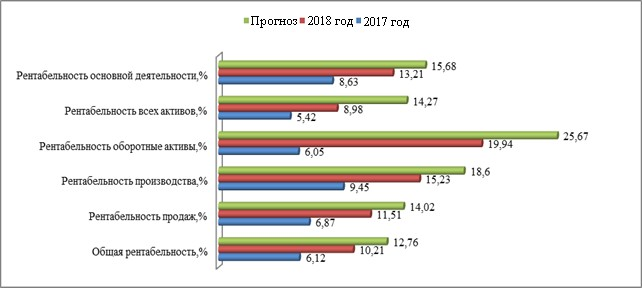 Прогноз 2018 год 2017 год
Рентабельность основной деятельности,% 15,68
13,21
8,63
Рентабельность всех активов,% 14,27
8,98
5,42
Рентабельность оборотные активы,% 25,67
19,94
6,05
Рентабельность производства,% 18,6
15,23
9,45
Рентабельность продаж,% 14,02
11,51
6,87
Общая рентабельность,% 12,76
10,21
6,12